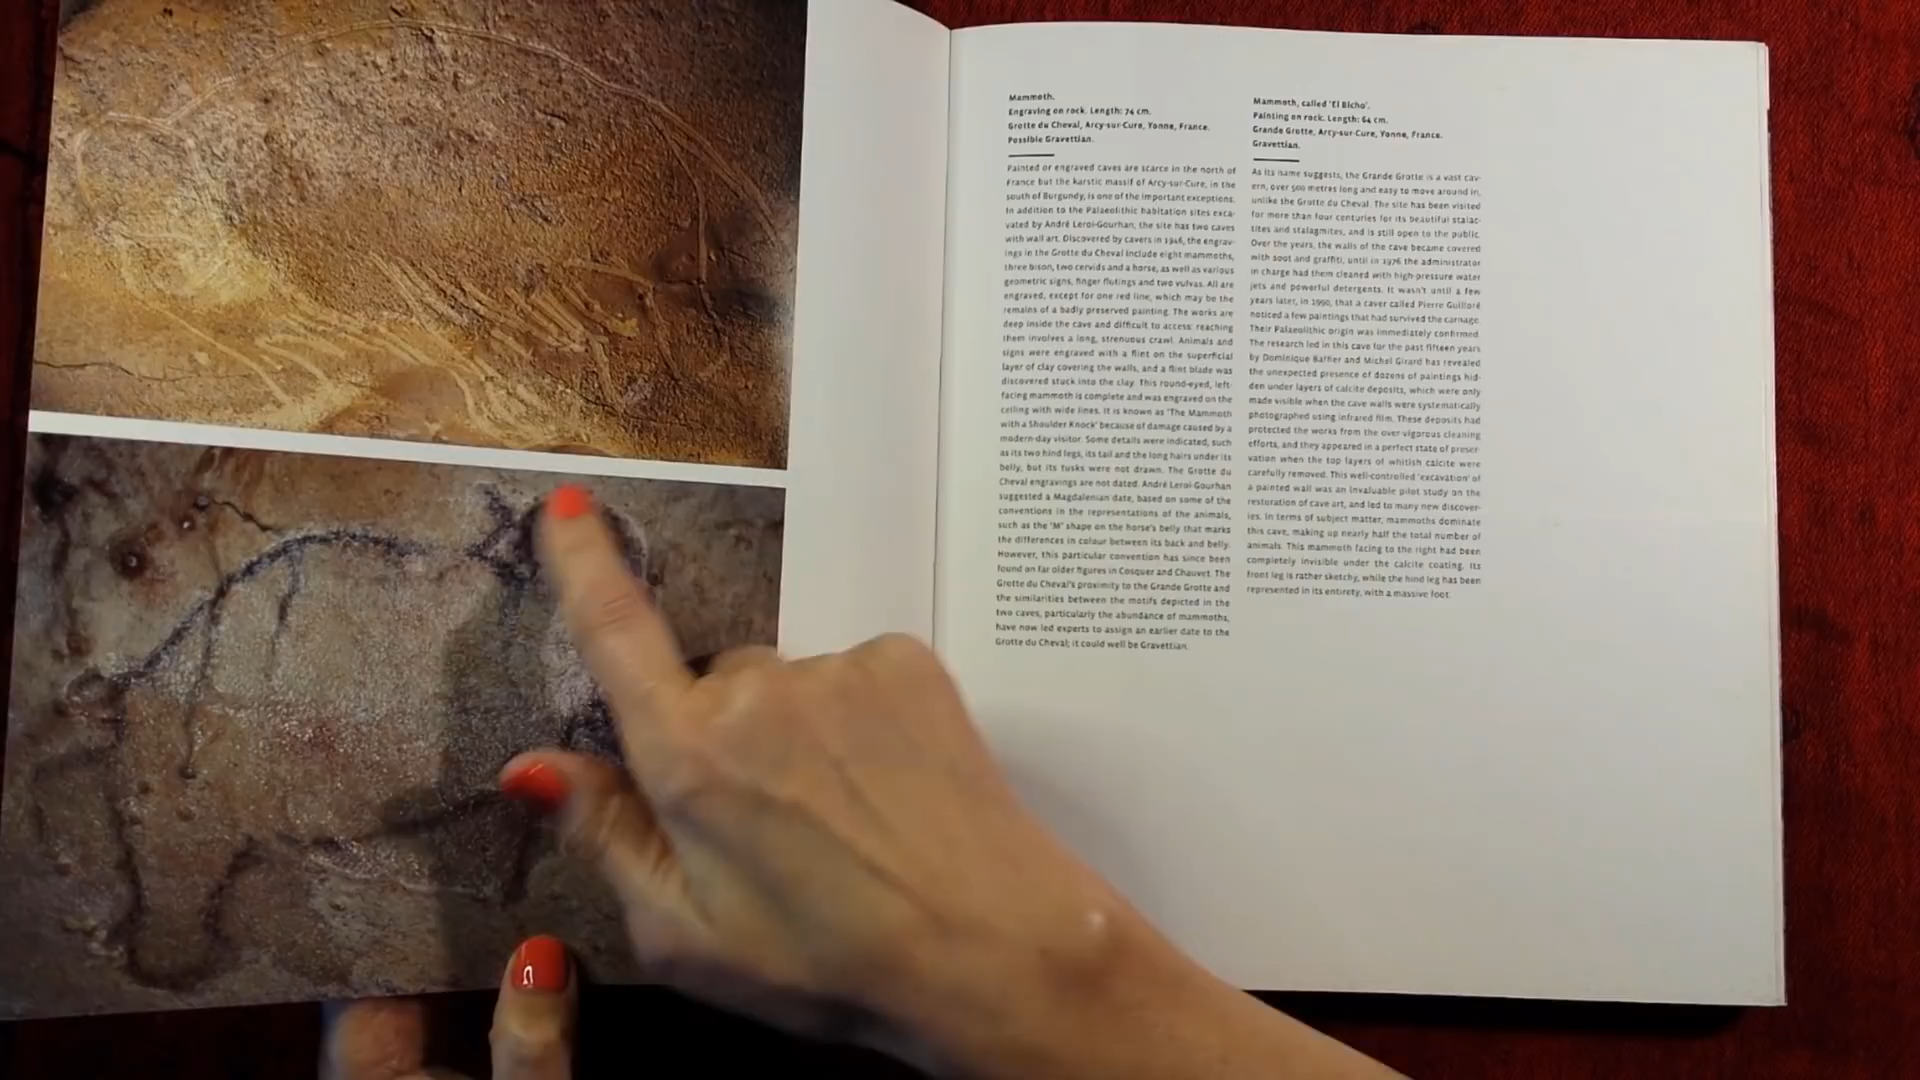 Mammoth.
Engraving on rock. Length: 74 cm.
Grotte du Cheval, Arcy-sur-Cure, Yonne, France.
Possible Gravettian.
Painted or engraved caves are scarce in the north of
France but the karstic massif of Arcy-sur-Cure, in the
south of Burgundy, is one of the important exceptions.
In addition to the Palaeolithic habitation sites exca-
vated by André Leroi-Gourhan, the site has two caves
with wall art. Discovered by cavers in 1946, the engrav-
ings in the Grotte du Cheval include eight mammoths,
three bison, two cervids and a horse, as well as various
geometric signs, finger flutings and two vulvas. All are
engraved, except for one red line, which may be the
remains of a badly preserved painting. The works are
deep inside the cave and difficult to access: reaching
them involves a long, strenuous crawl. Animals and
signs were engraved with a flint on the superficial
layer of clay covering the walls, and a flint blade was
discovered stuck into the clay. This round-eyed, left-
facing mammoth is complete and was engraved on the
ceiling with wide lines. It is known as 'The Mammoth
with a Shoulder Knock' because of damage caused by a
modern-day visitor. Some details were indicated, such
as its two hind legs, its tail and the long hairs under its
belly, but its tusks were not drawn. The Grotte du
Cheval engravings are not dated. André Leroi-Gourhan
suggested a Magdalenian date, based on some of the
conventions in the representations of the animals,
such as the 'M' shape on the horse's belly that marks
the differences in colour between its back and belly.
However, this particular convention has since been
found on far older figures in Cosquer and Chauvet. The
Grotte du Cheval's proximity to the Grande Grotte and
the similarities between the motifs depicted in the
two caves, particularly the abundance of mammoths,
have now led experts to assign an earlier date to the
Grotte du Cheval; it could well be Gravettian.
Mammoth, called 'El Bicho'.
Painting on rock. Length: 64 cm.
Grande Grotte, Arcy-sur-Cure, Yonne, France.
Gravettian.
As its name suggests, the Grande Grotte is a vast cav-
ern, over 500 metres long and easy to move around in,
unlike the Grotte du Cheval. The site has been visited
for more than four centuries for its beautiful stalac-
tites and stalagmites, and is still open to the public.
Over the years, the walls of the cave became covered
with soot and graffiti, until in 1976 the administrator
in charge had them cleaned with high-pressure water
jets and powerful detergents. It wasn't until a few
years later, in 1990, that a caver called Pierre Guilloré
noticed a few paintings that had survived the carnage.
Their Palaeolithic origin was immediately confirmed.
The research led in this cave for the past fifteen years
by Dominique Baffier and Michel Girard has revealed
the unexpected presence of dozens of paintings hid-
den under layers of calcite deposits, which were only
made visible when the cave walls were systematically
photographed using infrared film. These deposits had
protected the works from the over-vigorous cleaning
efforts, and they appeared in a perfect state of preser-
vation when the top layers of whitish calcite were
carefully removed. This well-controlled 'excavation' of
a painted wall was an invaluable pilot study on the
restoration of cave art, and led to many new discover-
ies. In terms of subject matter, mammoths dominate
this cave, making up nearly half the total number of
animals. This mammoth facing to the right had been
completely invisible under the calcite coating. Its
front leg is rather sketchy, while the hind leg has been
represented in its entirety, with a massive foot.